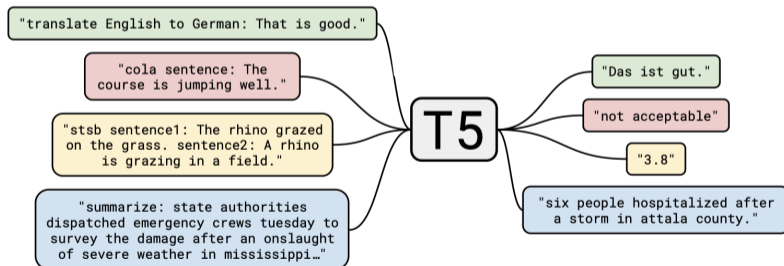 "translate English to German: That is good."
"cola sentence: The
course is jumping well."
"stsb sentence1: The rhino grazed
on the grass. sentence2: A rhino
is grazing in a field."
"summarize: state authorities
dispatched emergency crews tuesday to
survey the damage after an onslaught
of severe weather in mississippi…"
T5
"Das ist gut."
"not acceptable"
"3.8"
"six people hospitalized after
a storm in attala county."